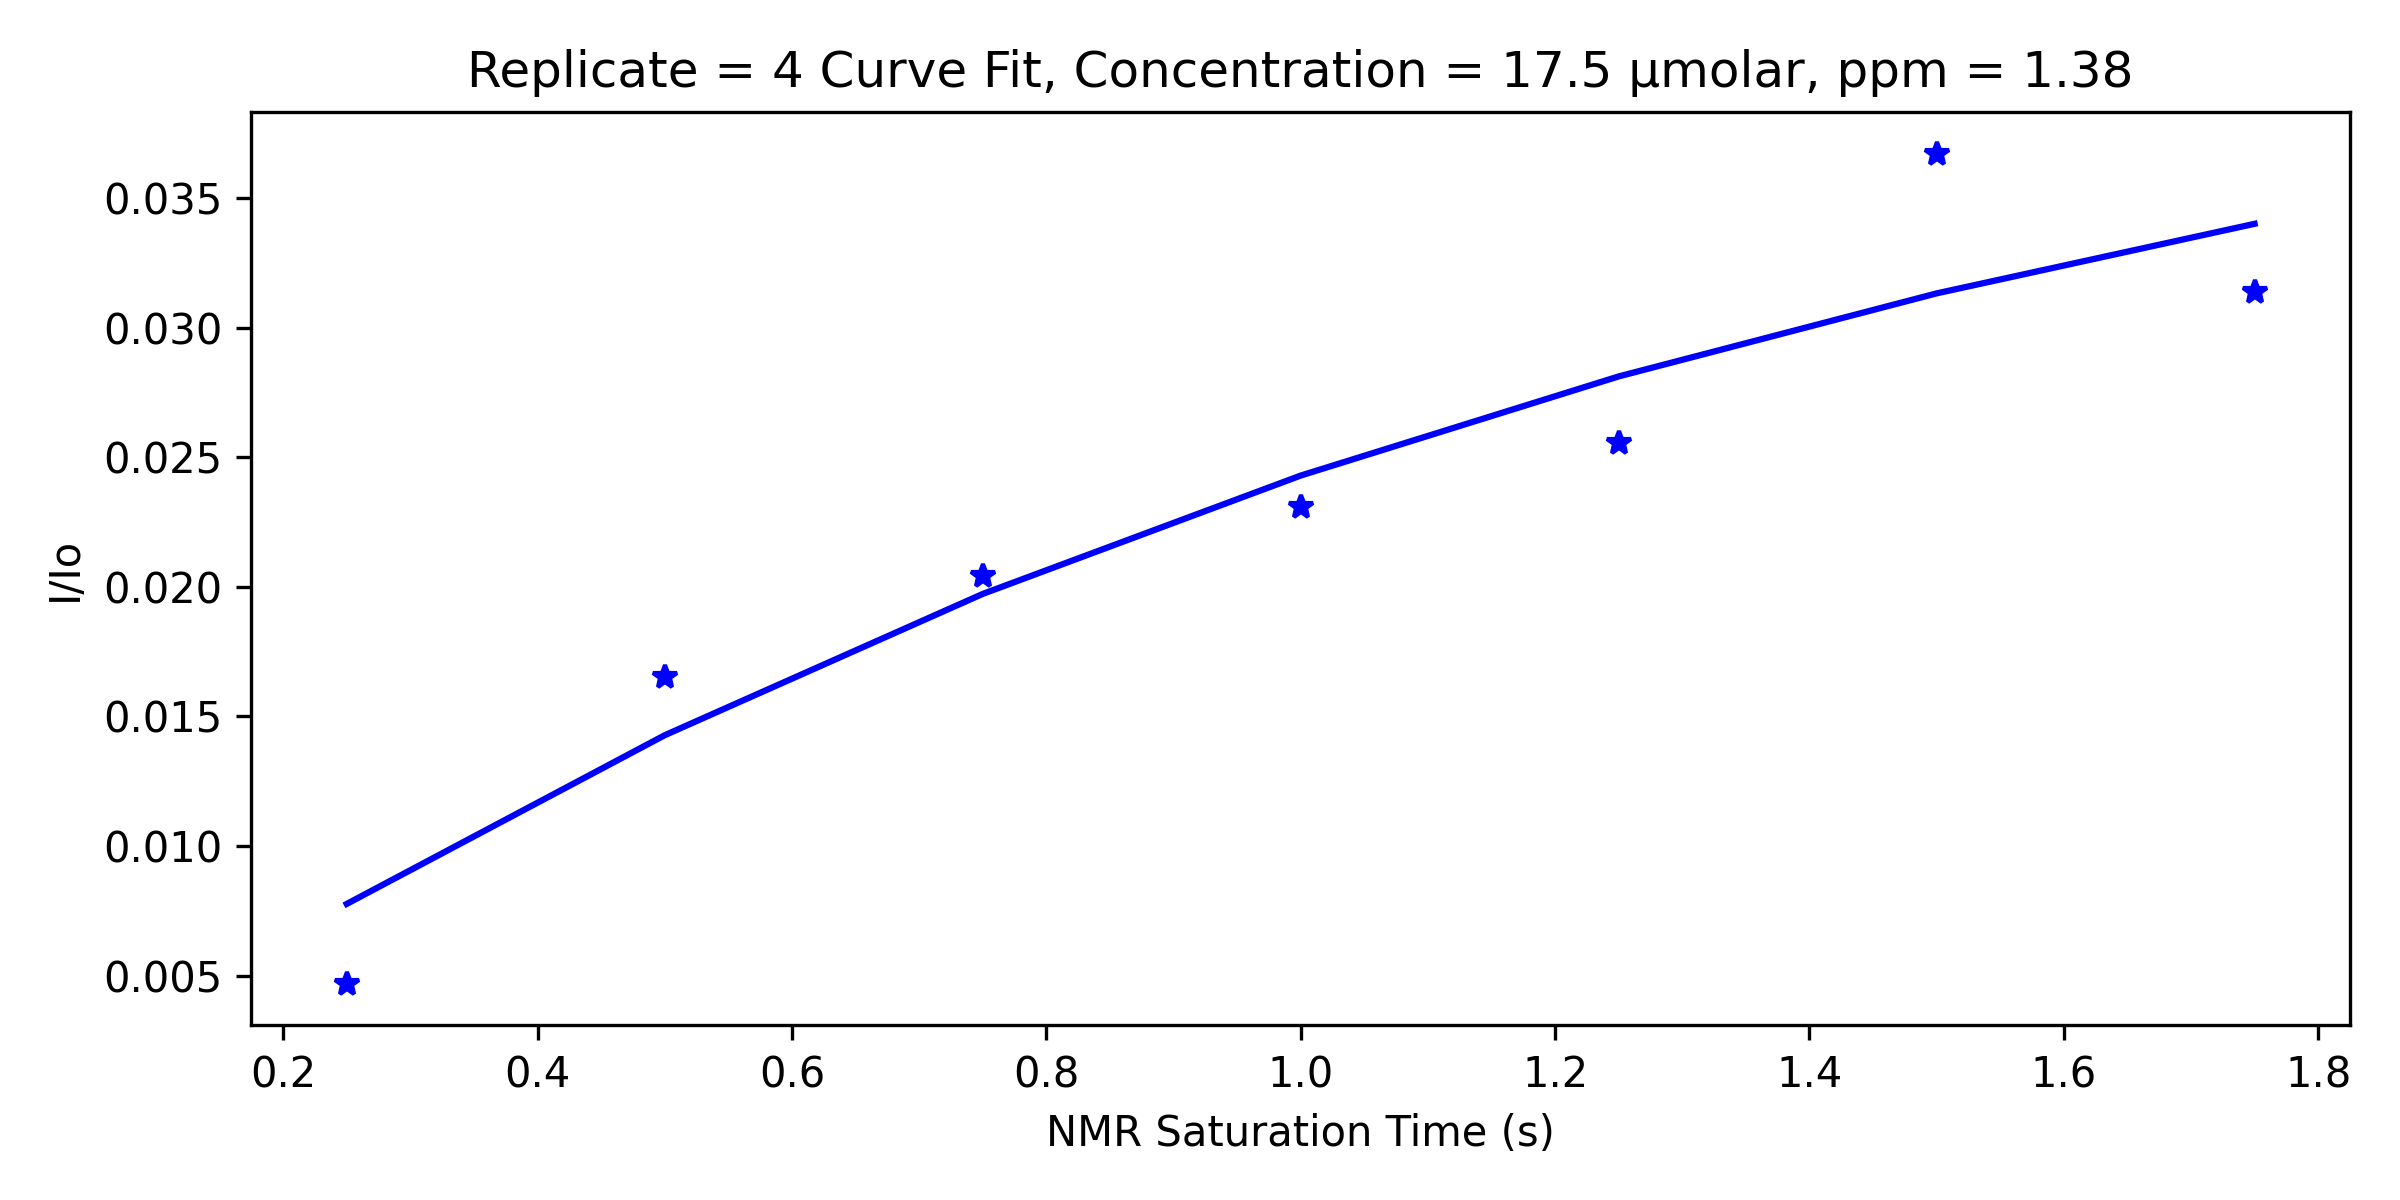 Replicate = 4 Curve Fit, Concentration = 17.5 µmolar, ppm = 1.38
0.035
0.030
0.025
0.020
0.015
0.010
0.005
I/Io
0.2 0.4 0.6 0.8 1.0 1.2 1.4 1.6 1.8
NMR Saturation Time (s)